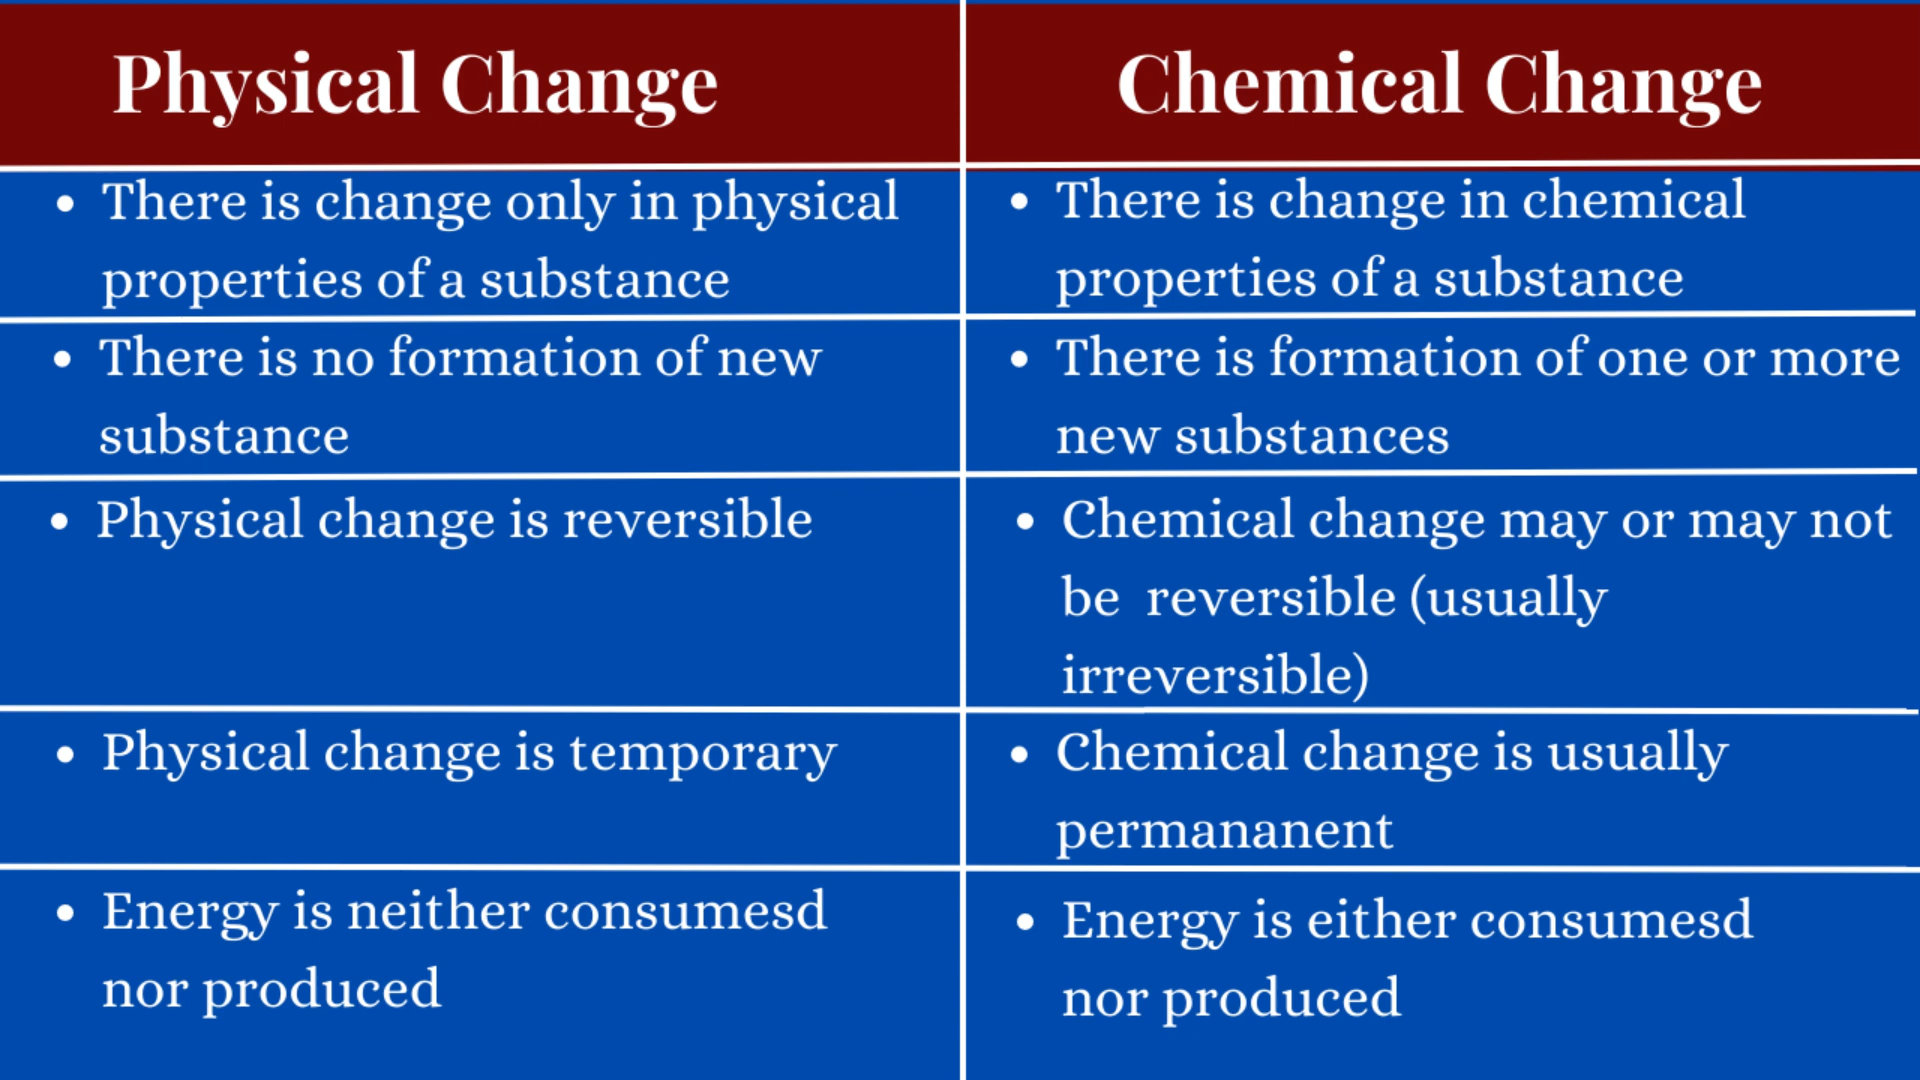 Physical Change
Chemical Change
• There is change only in physical
properties of a substance
• There is change in chemical
properties of a substance
• There is no formation of new
substance
• There is formation of one or more
new substances
• Physical change is reversible
• Chemical change may or may not
be  reversible (usually
irreversible)
• Physical change is temporary
• Chemical change is usually
permananent
• Energy is neither consumesd
nor produced
• Energy is either consumesd
nor produced